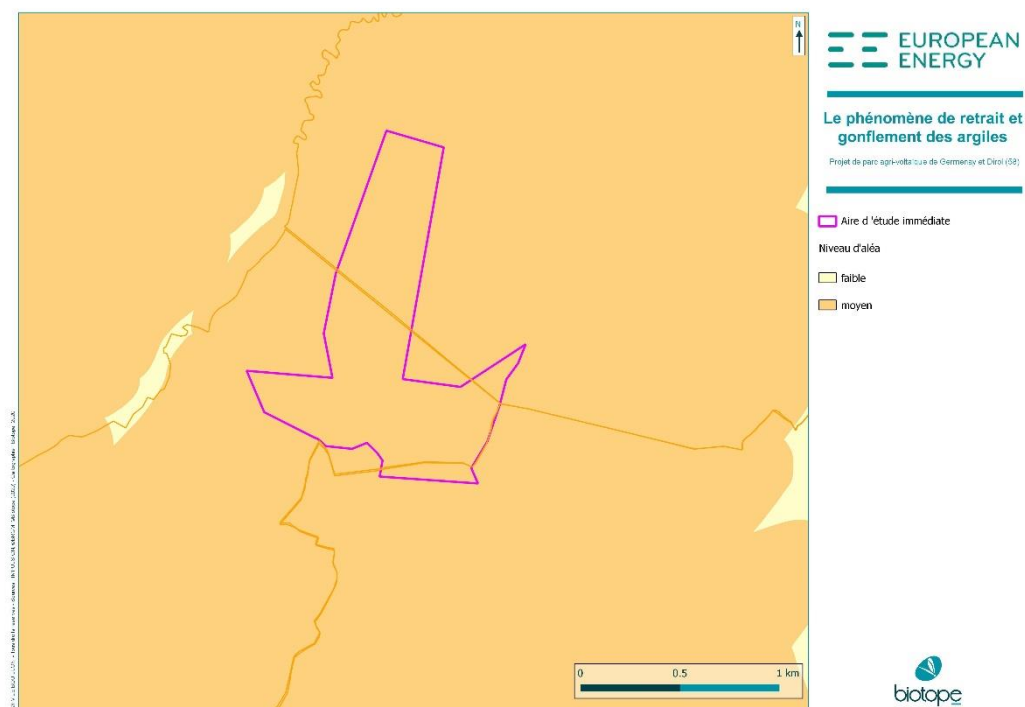 N
EUROPEAN
ENERGY
Le phénomène de retrait et
gonflement des argiles
Projet de parc agri-voltaïque de Germenay et Dirol (58)
Aire d 'étude immédiate
Niveau d'aléa
faible
moyen
0 0.5 1 km
biotope